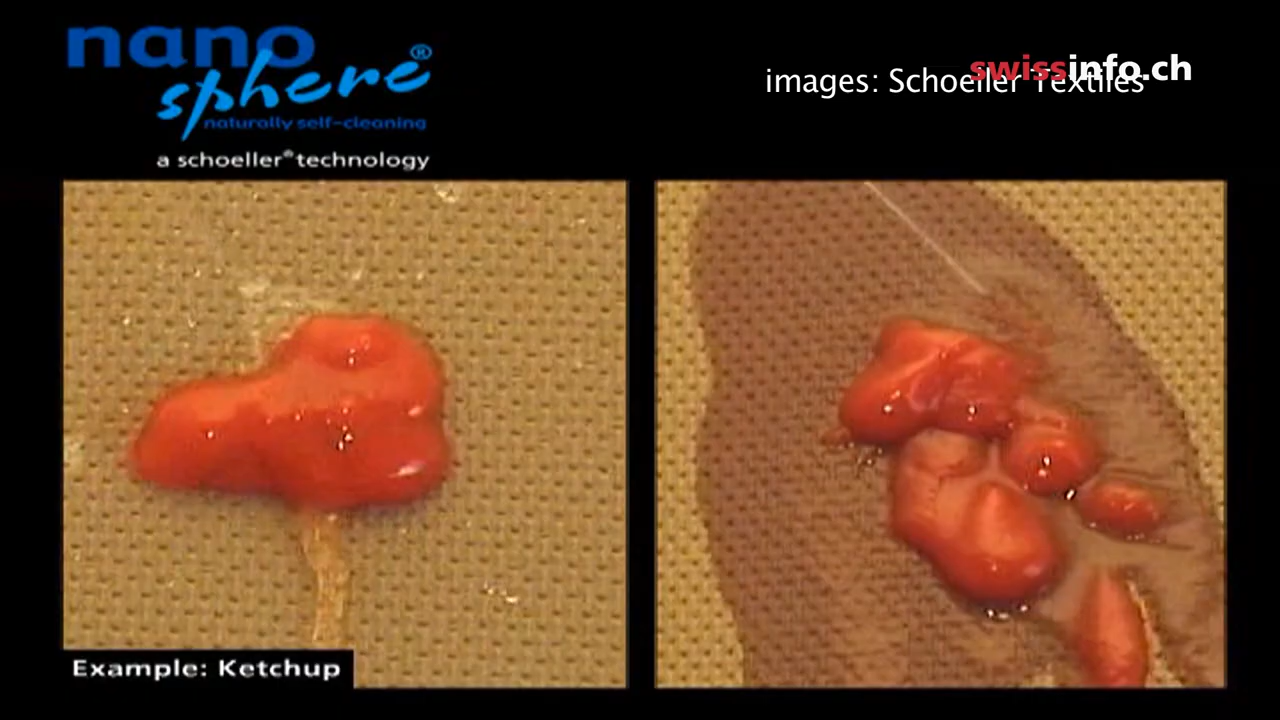 nano
sphere®
naturally self-cleaning
a schoeller® technology
images: Schoeller Textiles
swissinfo.ch
Example: Ketchup